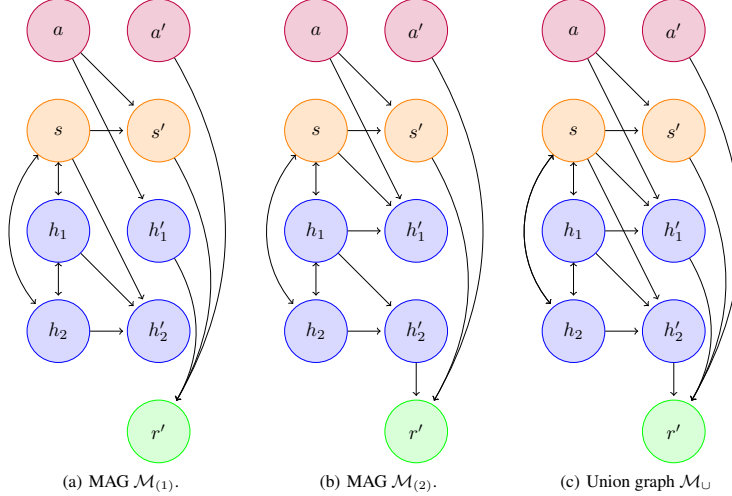 a a′ a a′ a a′
s s′ s s′ s s′
h₁ h′₁ h₁ h′₁ h₁ h′₁
h₂ h′₂ h₂ h′₂ h₂ h′₂
r′ r′ r′
(a) MAG ℳ₍₁₎. (b) MAG ℳ₍₂₎. (c) Union graph ℳ∪